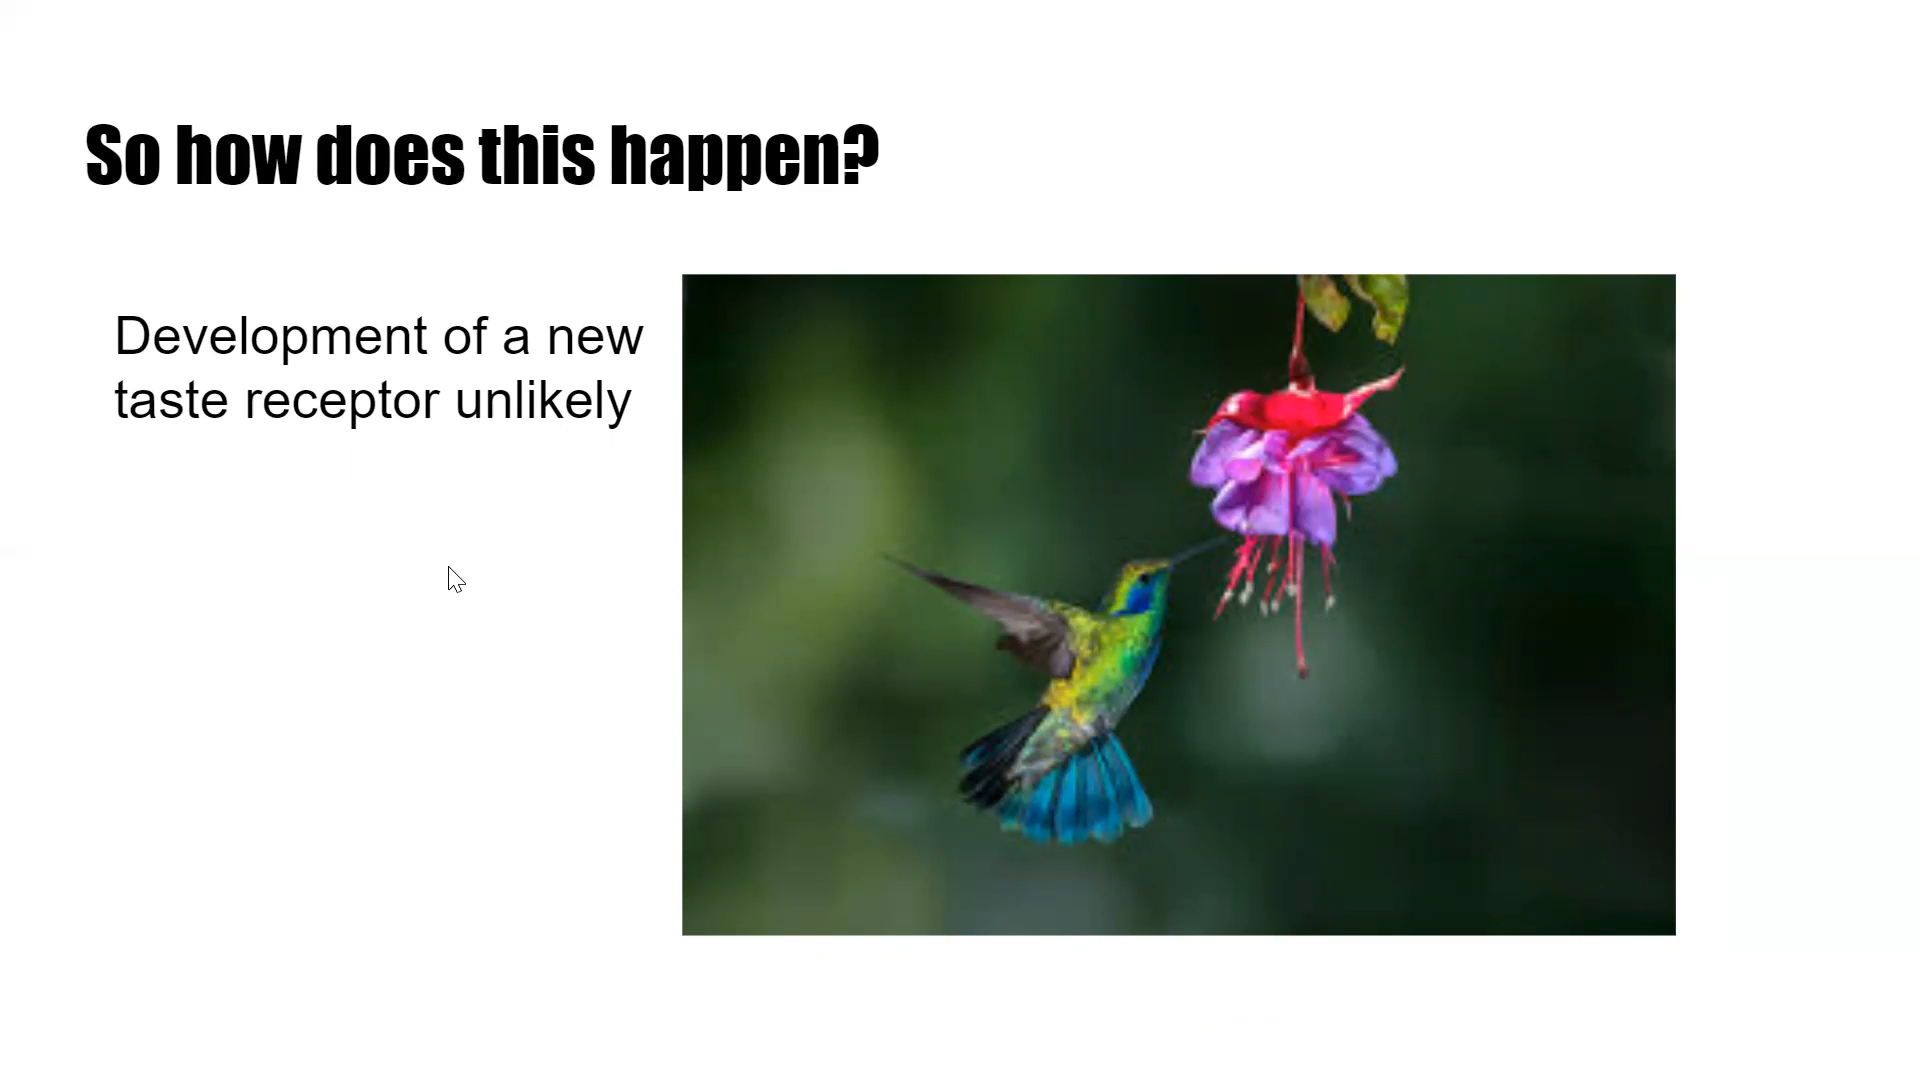 So how does this happen?
Development of a new
taste receptor unlikely